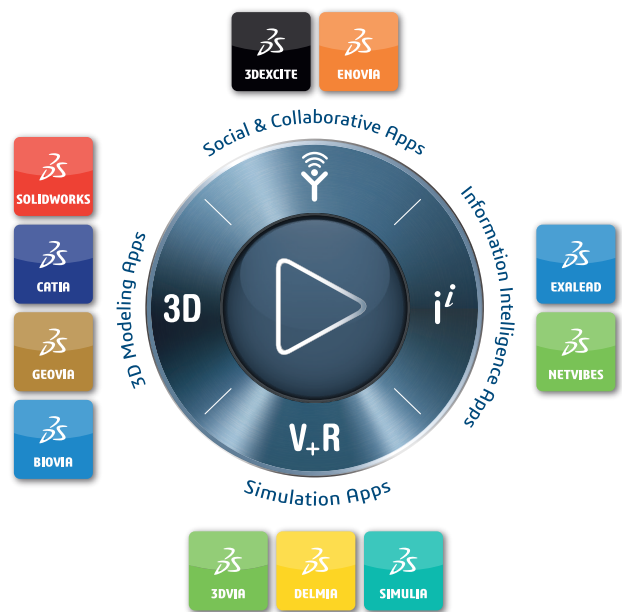 3DEXCITE
ENOVIA
Social & Collaborative Apps
SOLIDWORKS
CATIA
GEOVIA
BIOVIA
3D Modeling Apps
3D
iⁱ
V+R
Information Intelligence Apps
EXALEAD
NETVIBES
Simulation Apps
3DVIA
DELMIA
SIMULIA